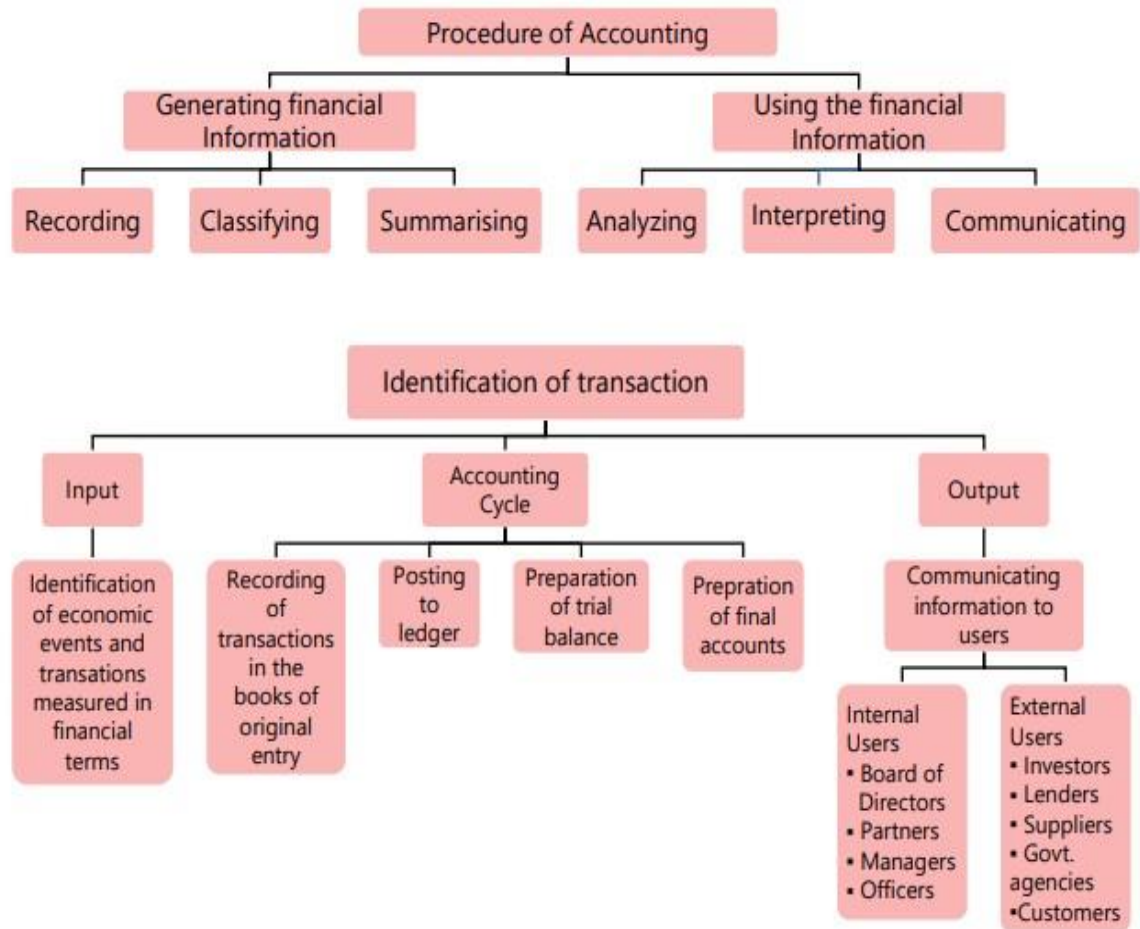 Procedure of Accounting
Generating financial
Information
Using the financial
Information
Recording
Classifying
Summarising
Analyzing
Interpreting
Communicating
Identification of transaction
Input
Accounting
Cycle
Output
Identification
of economic
events and
transations
measured in
financial
terms
Recording
of
transactions
in the
books of
original
entry
Posting
to
ledger
Preparation
of trial
balance
Prepration
of final
accounts
Communicating
information to
users
Internal
Users
▪ Board of
Directors
▪ Partners
▪ Managers
▪ Officers
External
Users
▪ Investors
▪ Lenders
▪ Suppliers
▪ Govt.
agencies
▪Customers